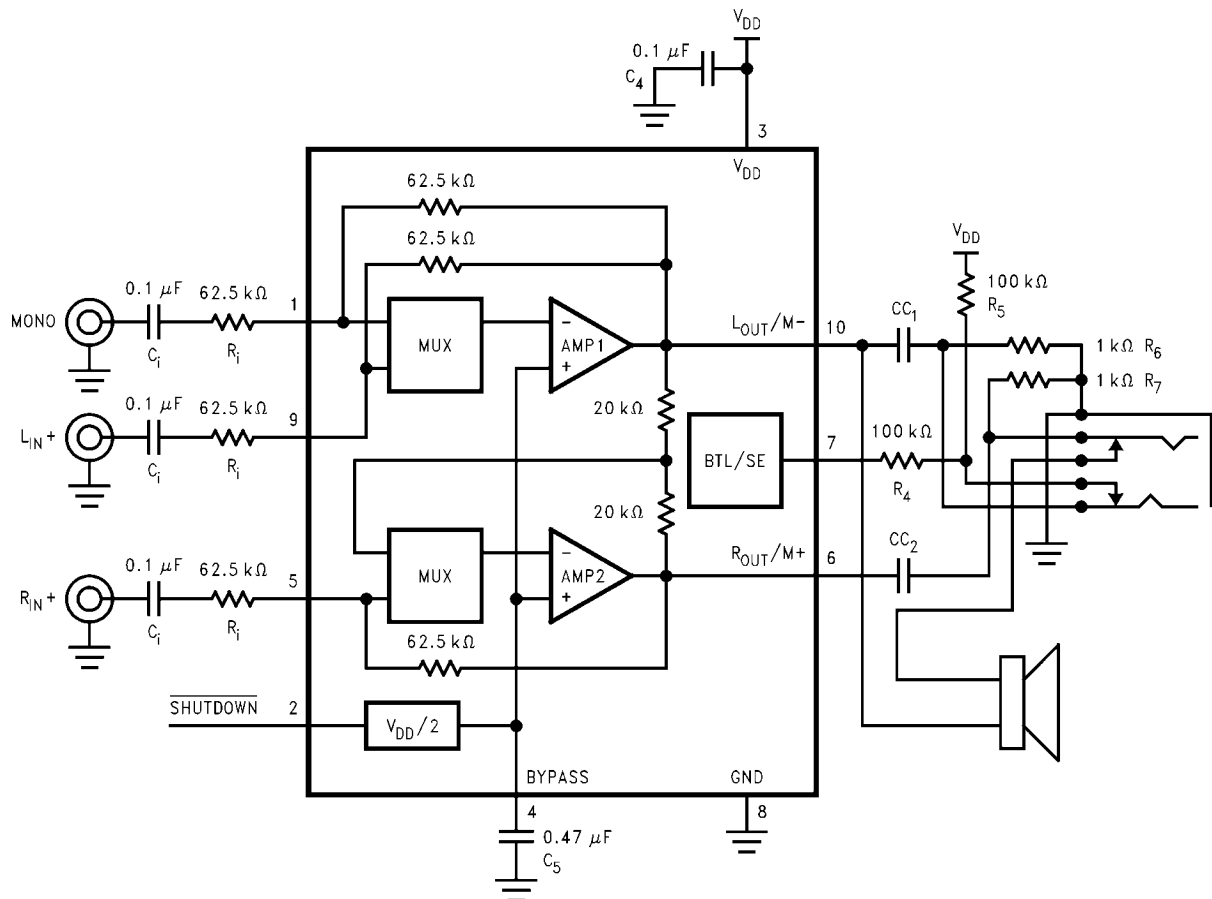 V_DD
0.1 μF
C_4
3
V_DD
62.5 kΩ
62.5 kΩ
V_DD
100 kΩ
R_5
MONO
0.1 μF
C_i
62.5 kΩ
R_i
1
MUX
−
AMP1
+
L_OUT/M−
10
CC_1
1 kΩ R_6
1 kΩ R_7
20 kΩ
L_IN+
0.1 μF
C_i
62.5 kΩ
R_i
9
BTL/SE
7
100 kΩ
R_4
20 kΩ
R_IN+
0.1 μF
C_i
62.5 kΩ
R_i
5
MUX
−
AMP2
+
R_OUT/M+
6
CC_2
62.5 kΩ
S̅H̅U̅T̅D̅O̅W̅N̅
2
V_DD/2
BYPASS
GND
4
8
0.47 μF
C_5